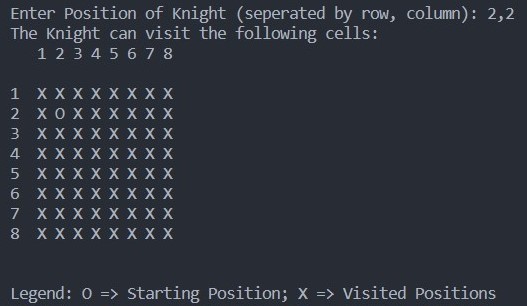 Enter Position of Knight (seperated by row, column): 2,2
The Knight can visit the following cells:
   1 2 3 4 5 6 7 8

1  X X X X X X X X
2  X O X X X X X X
3  X X X X X X X X
4  X X X X X X X X
5  X X X X X X X X
6  X X X X X X X X
7  X X X X X X X X
8  X X X X X X X X

Legend: O => Starting Position; X => Visited Positions